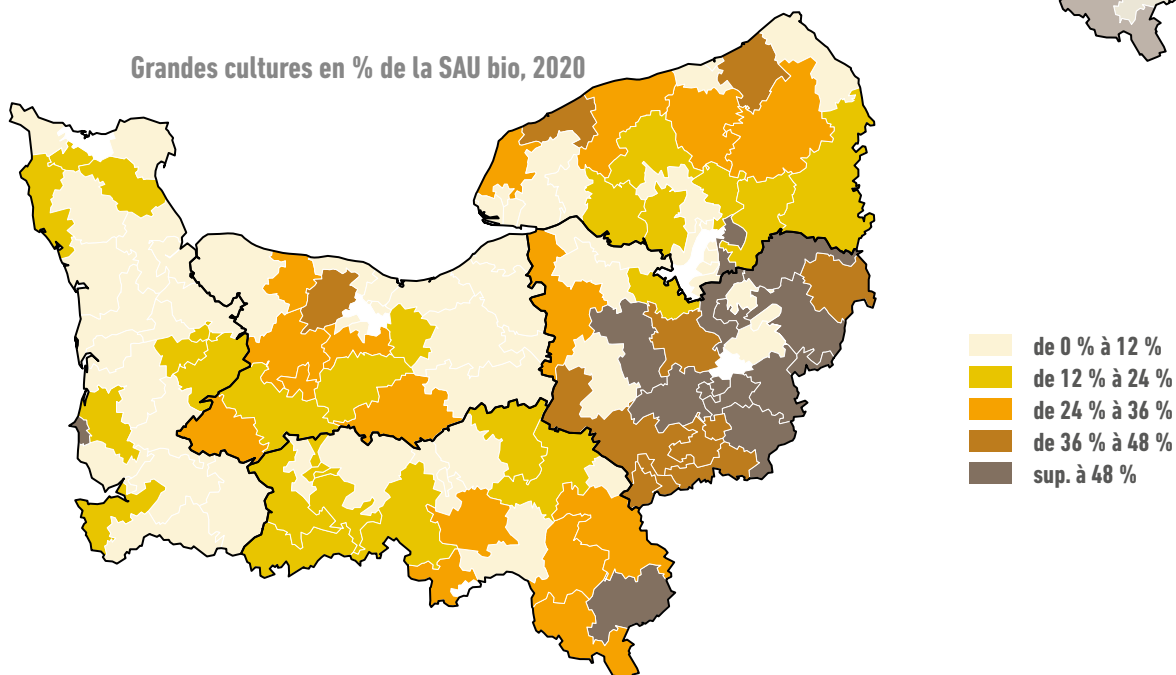 Grandes cultures en % de la SAU bio, 2020
de 0 % à 12 %
de 12 % à 24 %
de 24 % à 36 %
de 36 % à 48 %
sup. à 48 %